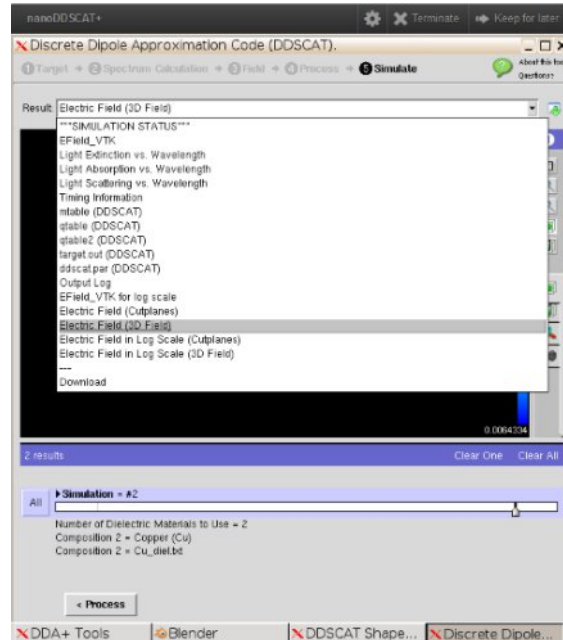 nanoDDSCAT+
Terminate
Keep for later
Discrete Dipole Approximation Code (DDSCAT).
1 Target → 2 Spectrum Calculation → 3 Field → 4 Process → 5 Simulate
About this tool
Questions?
Result: Electric Field (3D Field)
***SIMULATION STATUS***
EField_VTK
Light Extinction vs. Wavelength
Light Absorption vs. Wavelength
Light Scattering vs. Wavelength
Timing Information
mtable (DDSCAT)
qtable (DDSCAT)
qtable2 (DDSCAT)
target.out (DDSCAT)
ddscat.par (DDSCAT)
Output Log
EField_VTK for log scale
Electric Field (Cutplanes)
Electric Field (3D Field)
Electric Field in Log Scale (Cutplanes)
Electric Field in Log Scale (3D Field)
---
Download
0.0064334
2 results
Clear One
Clear All
All
Simulation = #2
Number of Dielectric Materials to Use = 2
Composition 2 = Copper (Cu)
Composition 2 = Cu_diel.txt
< Process
DDA+ Tools
Blender
DDSCAT Shape...
Discrete Dipole...